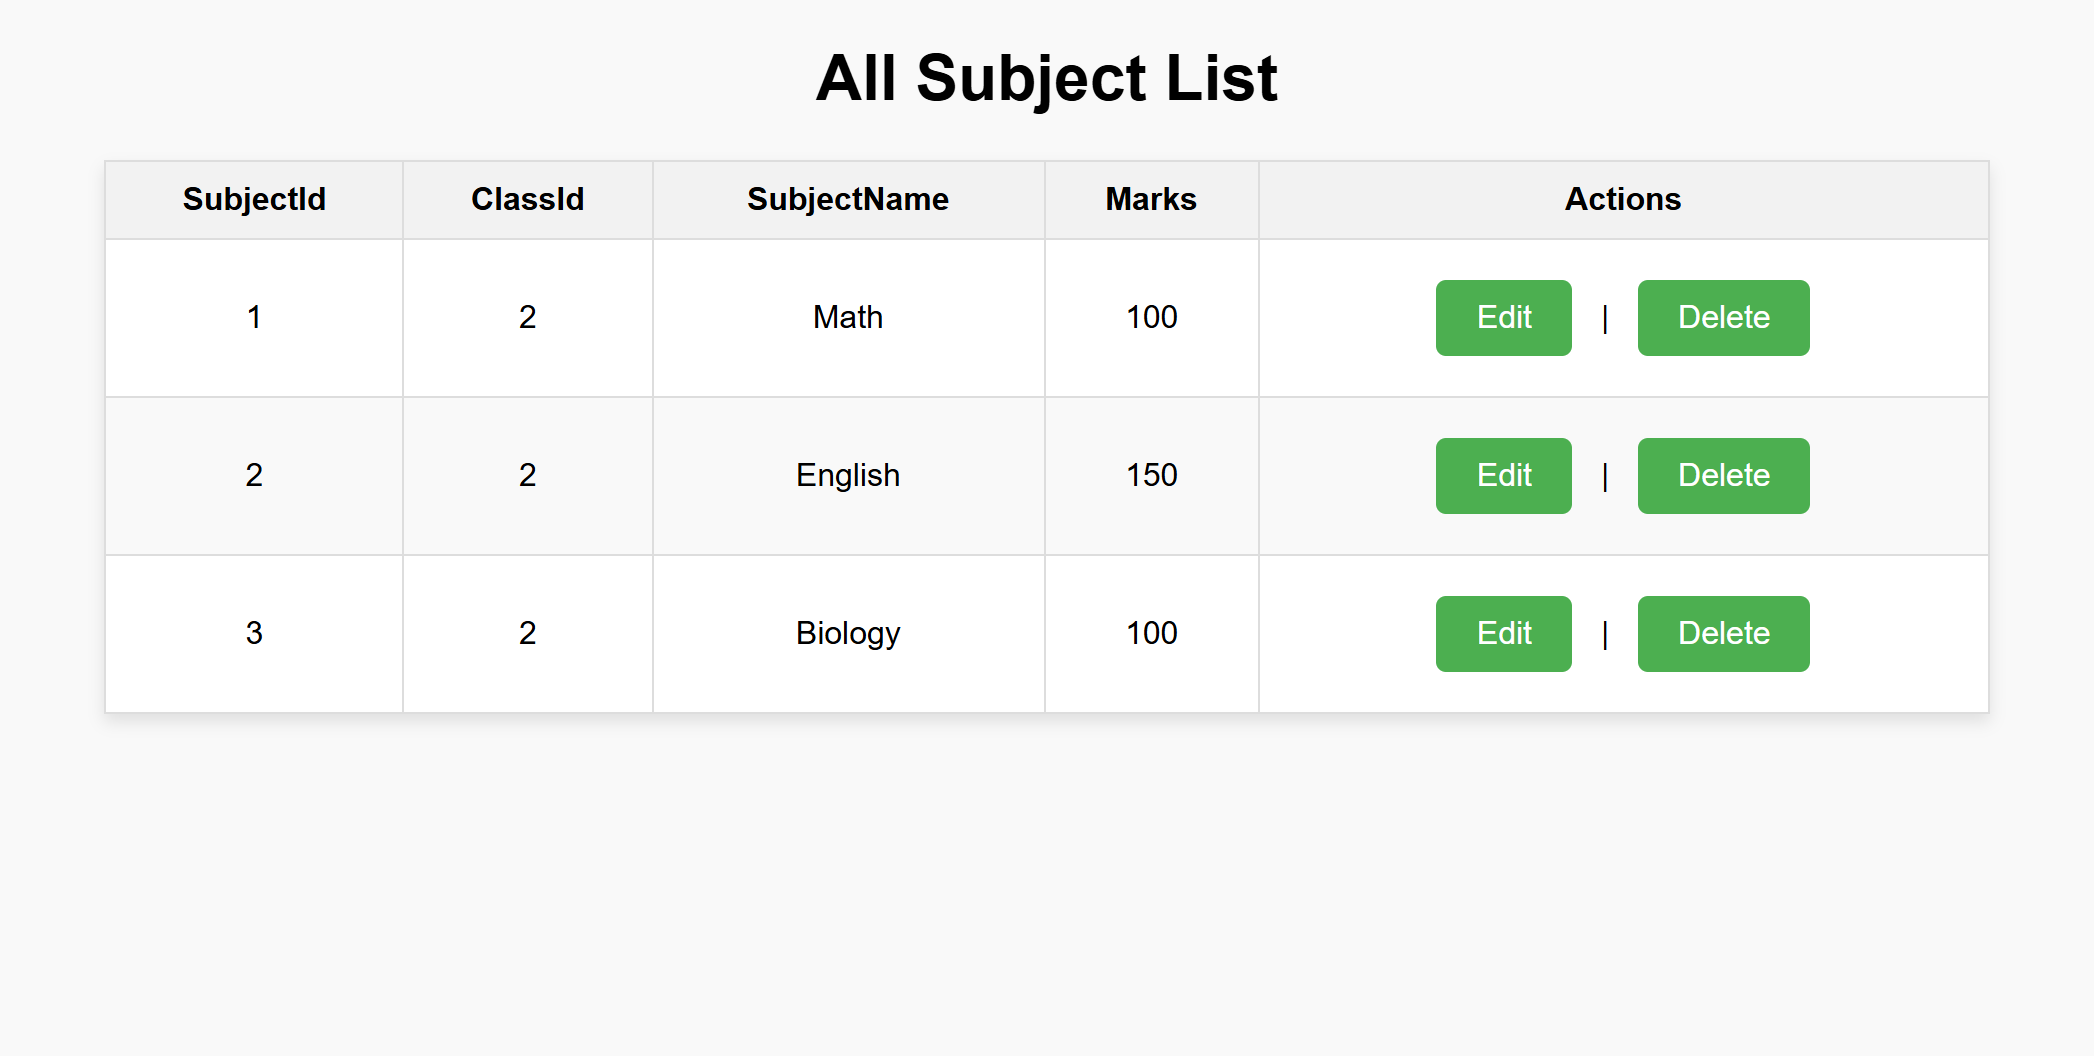 All Subject List
SubjectId ClassId SubjectName Marks Actions
1 2 Math 100 Edit | Delete
2 2 English 150 Edit | Delete
3 2 Biology 100 Edit | Delete